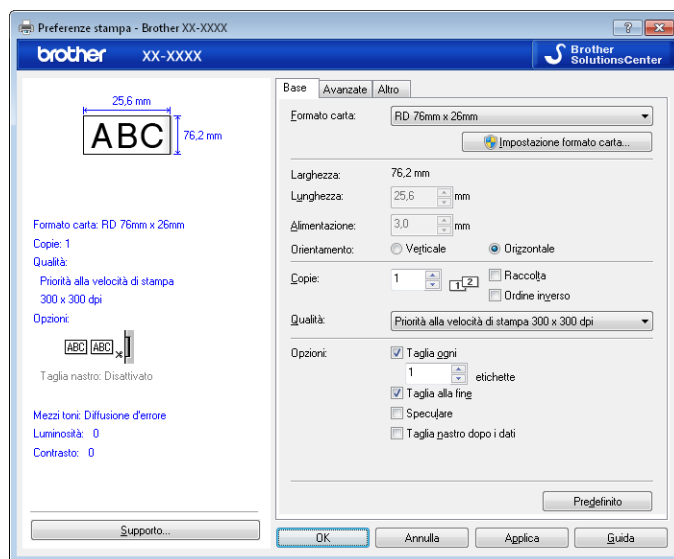 Preferenze stampa - Brother XX-XXXX
brother XX-XXXX
Brother
SolutionsCenter
25,6 mm
ABC
76,2 mm
Formato carta: RD 76mm x 26mm
Copie: 1
Qualità:
Priorità alla velocità di stampa
300 x 300 dpi
Opzioni:
ABC ABC
Taglia nastro: Disattivato
Mezzi toni: Diffusione d'errore
Luminosità: 0
Contrasto: 0
Supporto...
Base Avanzate Altro
Formato carta: RD 76mm x 26mm
Impostazione formato carta...
Larghezza: 76,2 mm
Lunghezza: 25,6 mm
Alimentazione: 3,0 mm
Orientamento: Verticale Orizzontale
Copie: 1 1 2 Raccolta
Ordine inverso
Qualità: Priorità alla velocità di stampa 300 x 300 dpi
Opzioni: Taglia ogni
1 etichette
Taglia alla fine
Speculare
Taglia nastro dopo i dati
Predefinito
OK Annulla Applica Guida